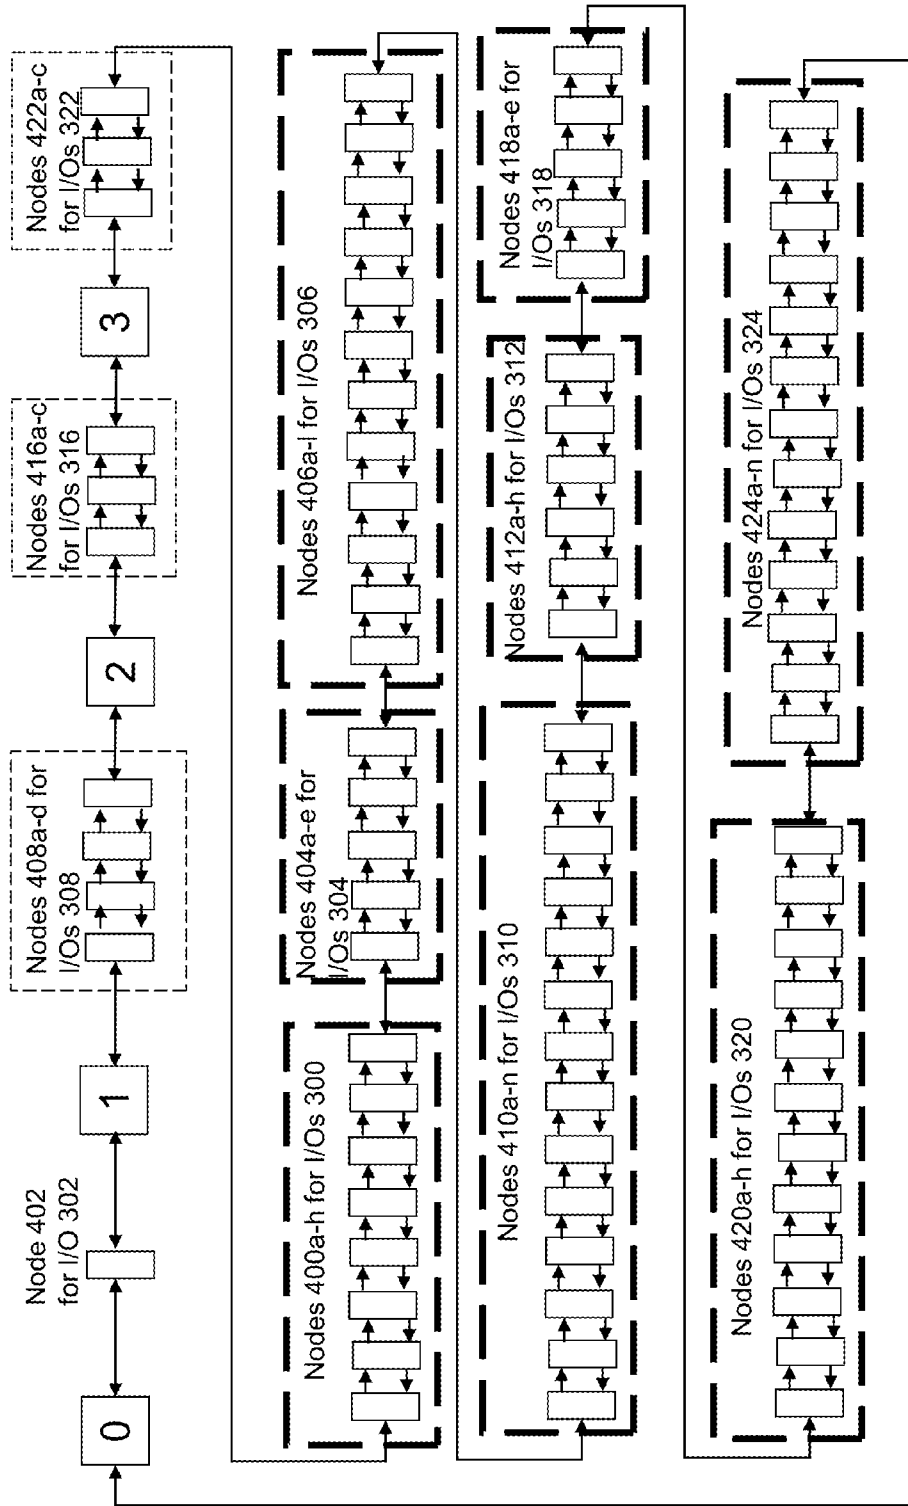 0
Node 402
for I/O 302
1
Nodes 408a-d for
I/Os 308
2
Nodes 416a-c
for I/Os 316
3
Nodes 422a-c
for I/Os 322
Nodes 400a-h for I/Os 300
Nodes 404a-e for
I/Os 304
Nodes 406a-l for I/Os 306
Nodes 410a-n for I/Os 310
Nodes 412a-h for I/Os 312
Nodes 418a-e for
I/Os 318
Nodes 420a-h for I/Os 320
Nodes 424a-n for I/Os 324